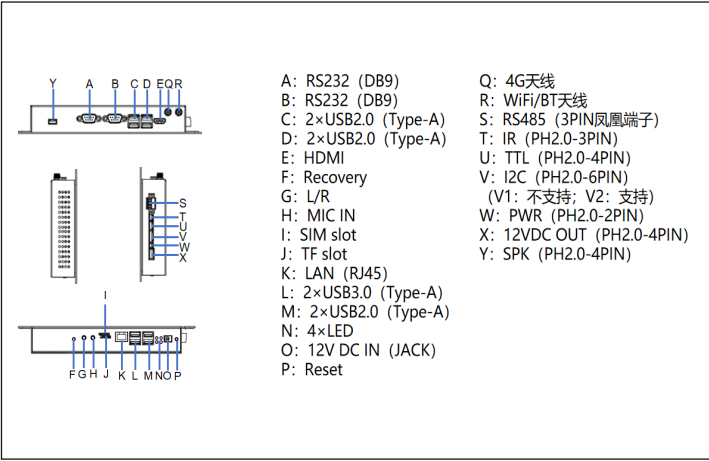 Y A B C D E Q R
S
T
U
V
W
X
I
F G H J K L M N O P
A: RS232（DB9）
B: RS232（DB9）
C: 2×USB2.0（Type-A）
D: 2×USB2.0（Type-A）
E: HDMI
F: Recovery
G: L/R
H: MIC IN
I: SIM slot
J: TF slot
K: LAN（RJ45）
L: 2×USB3.0（Type-A）
M: 2×USB2.0（Type-A）
N: 4×LED
O: 12V DC IN（JACK）
P: Reset
Q: 4G天线
R: WiFi/BT天线
S: RS485（3PIN凤凰端子）
T: IR（PH2.0-3PIN）
U: TTL（PH2.0-4PIN）
V: I2C（PH2.0-6PIN）
（V1：不支持；V2：支持）
W: PWR（PH2.0-2PIN）
X: 12VDC OUT（PH2.0-4PIN）
Y: SPK（PH2.0-4PIN）